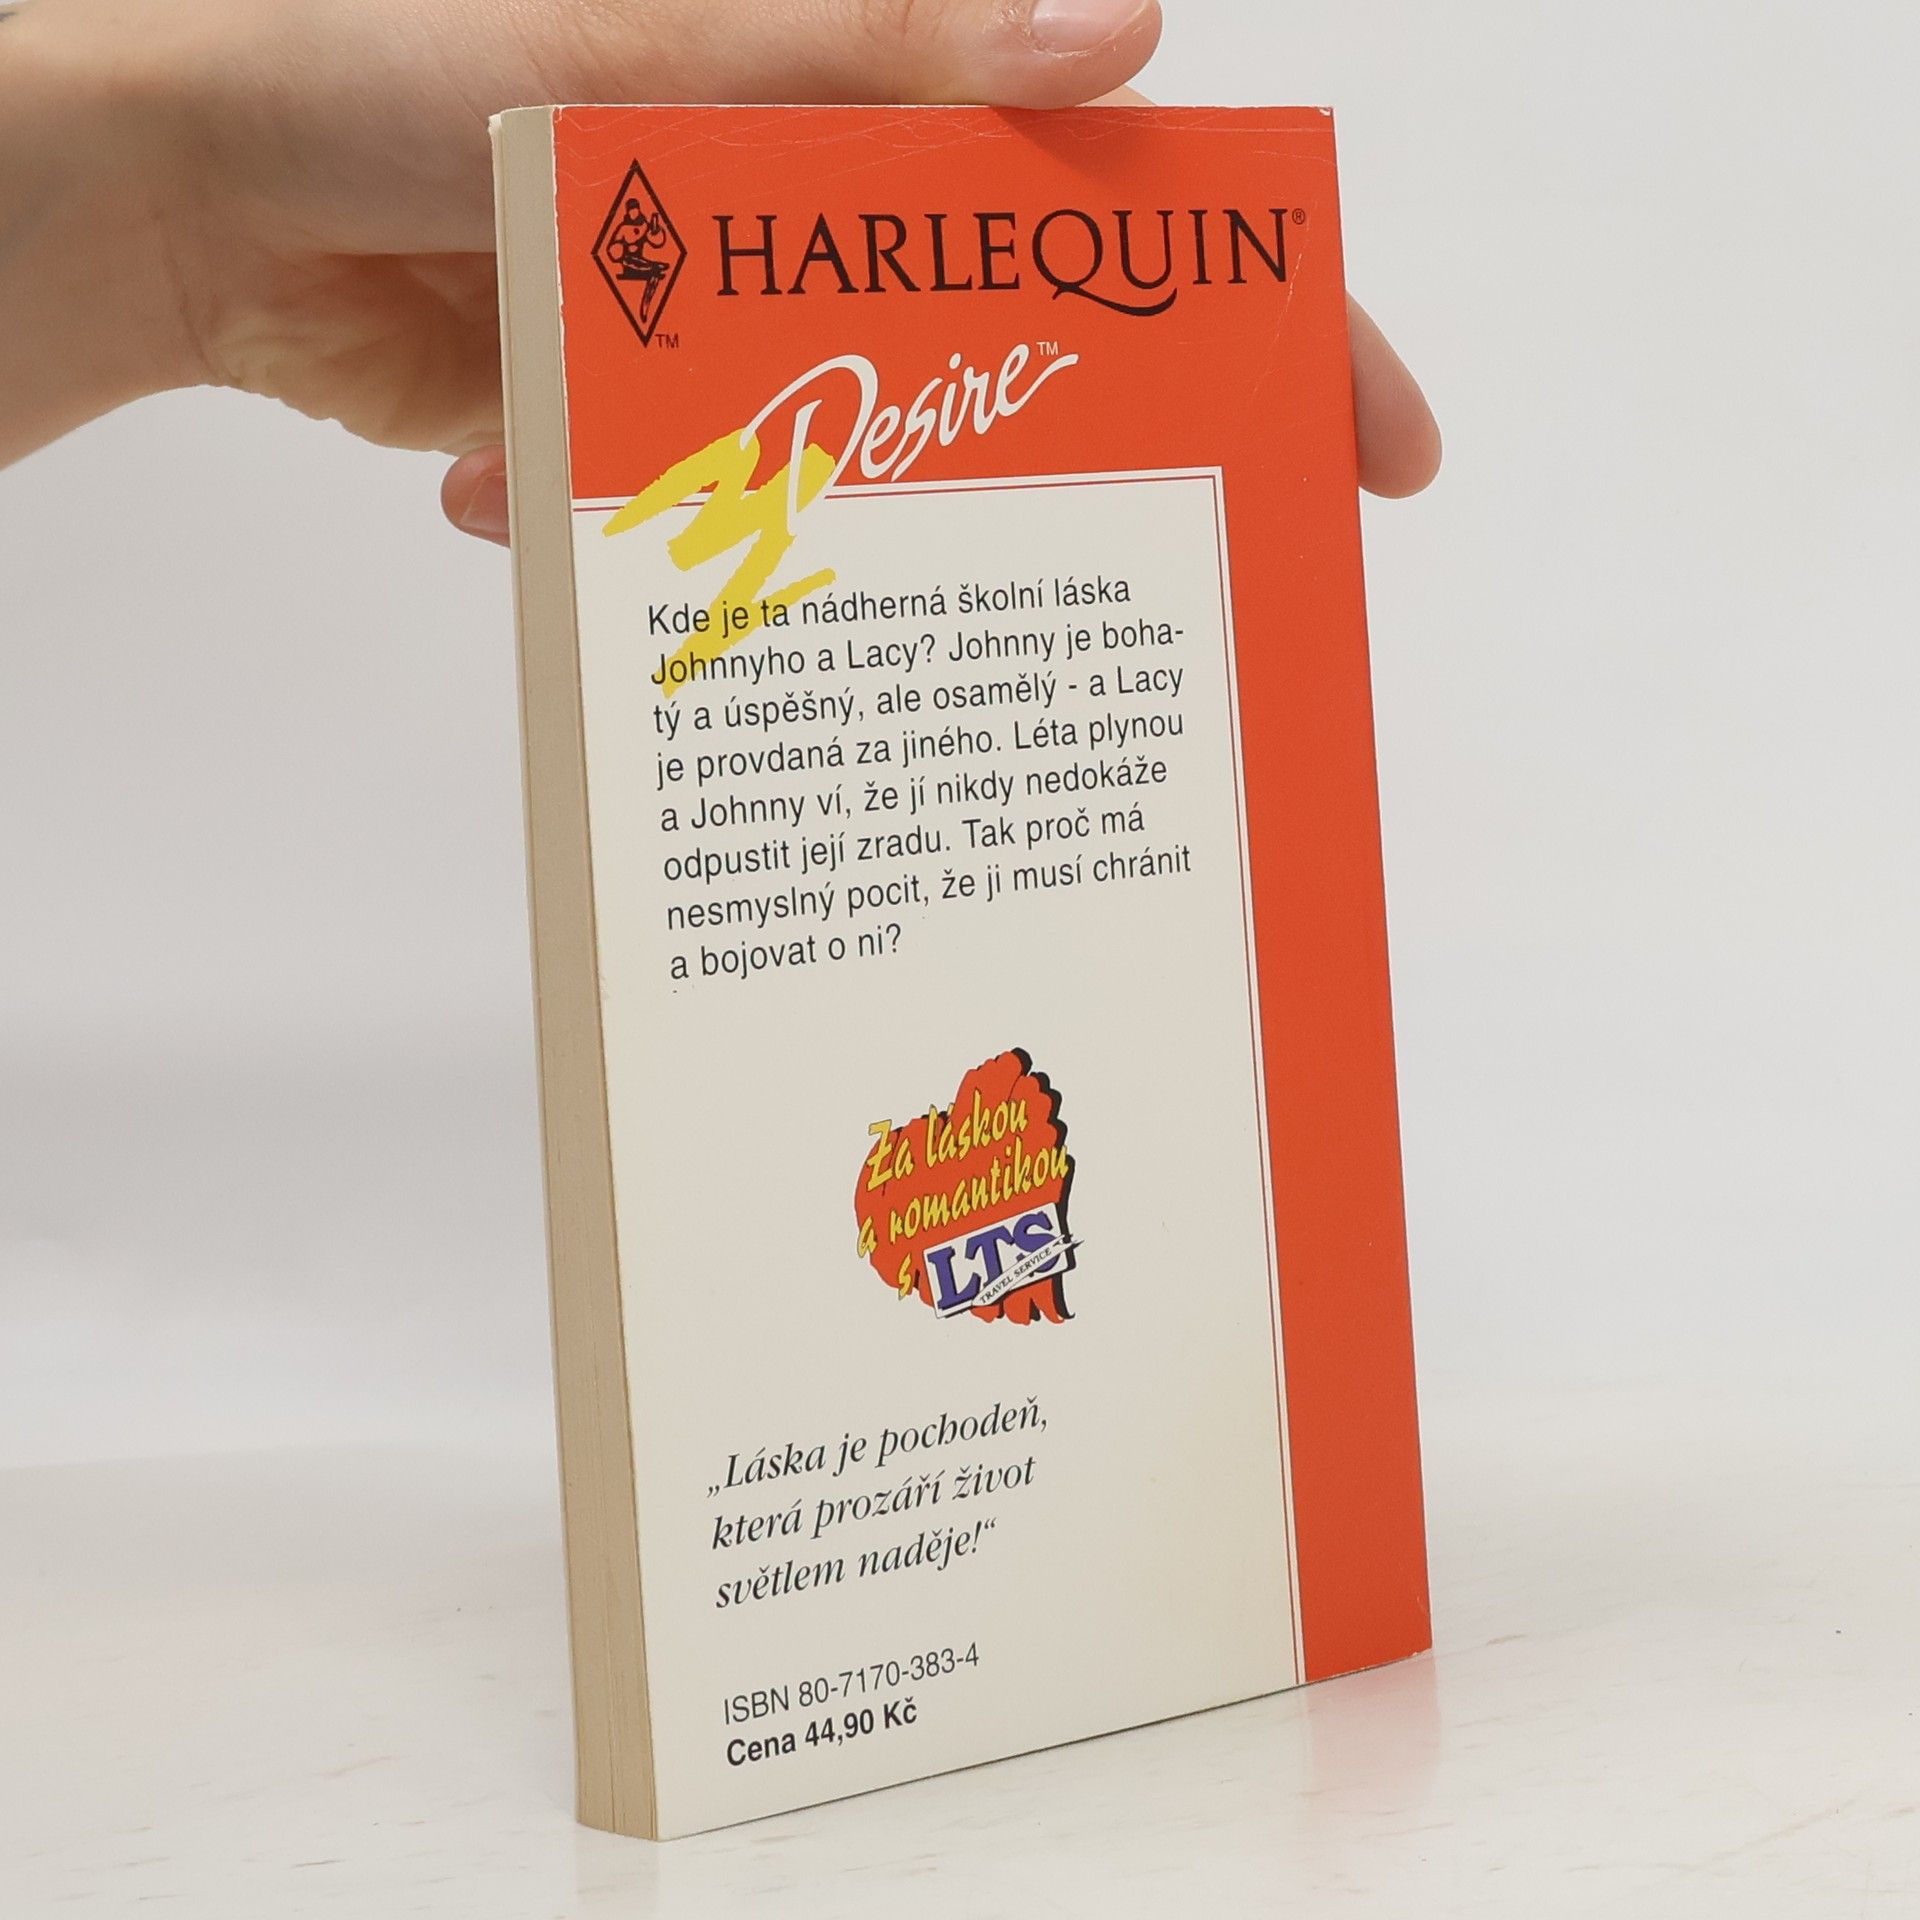 HARLEQUIN®
TM
Desire™
Kde je ta nádherná školní láska
Johnnyho a Lacy? Johnny je boha-
tý a úspěšný, ale osamělý - a Lacy
je provdaná za jiného. Léta plynou
a Johnny ví, že jí nikdy nedokáže
odpustit její zradu. Tak proč má
nesmyslný pocit, že ji musí chránit
a bojovat o ni?
Za láskou
a romantikou
s LTS
TRAVEL SERVICE
„Láska je pochodeň,
která prozáří život
světlem naděje!“
ISBN 80-7170-383-4
Cena 44,90 Kč